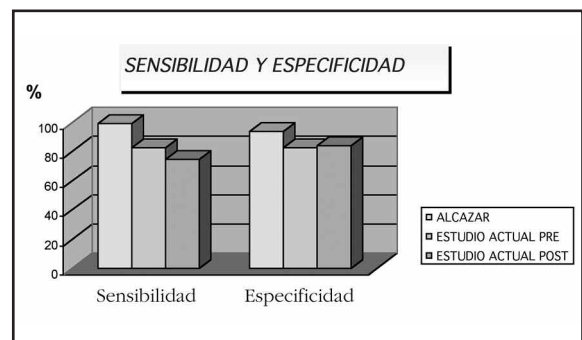 SENSIBILIDAD Y ESPECIFICIDAD
%
100
80
60
40
20
0
Sensibilidad Especificidad
ALCAZAR
ESTUDIO ACTUAL PRE
ESTUDIO ACTUAL POST